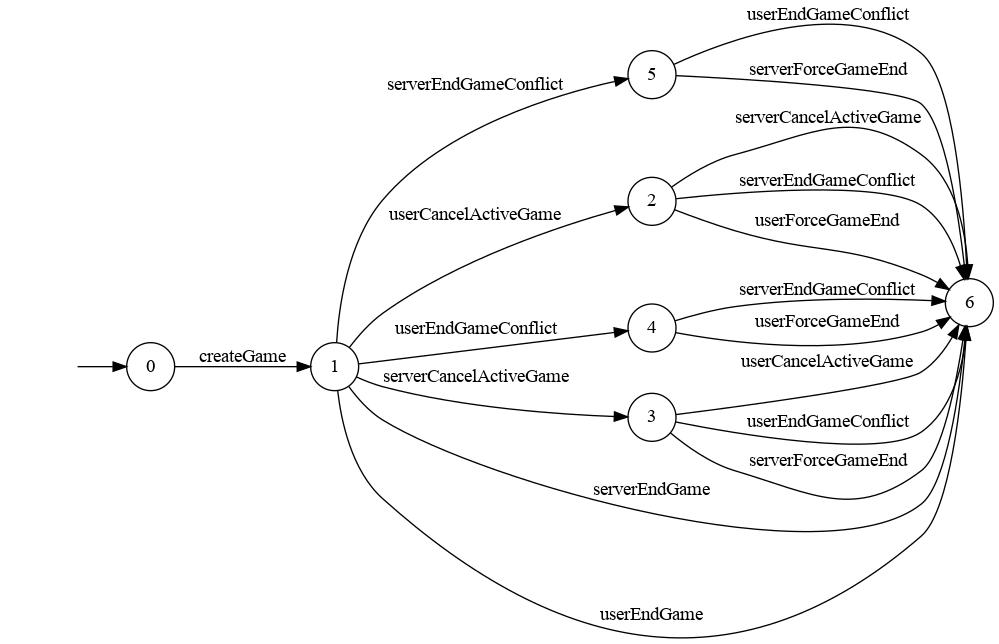 userEndGameConflict
serverForceGameEnd
serverEndGameConflict
5
serverCancelActiveGame
serverEndGameConflict
userCancelActiveGame
2
userForceGameEnd
serverEndGameConflict
6
userEndGameConflict
4
userForceGameEnd
createGame
0
1
serverCancelActiveGame
userCancelActiveGame
3
userEndGameConflict
serverForceGameEnd
serverEndGame
userEndGame